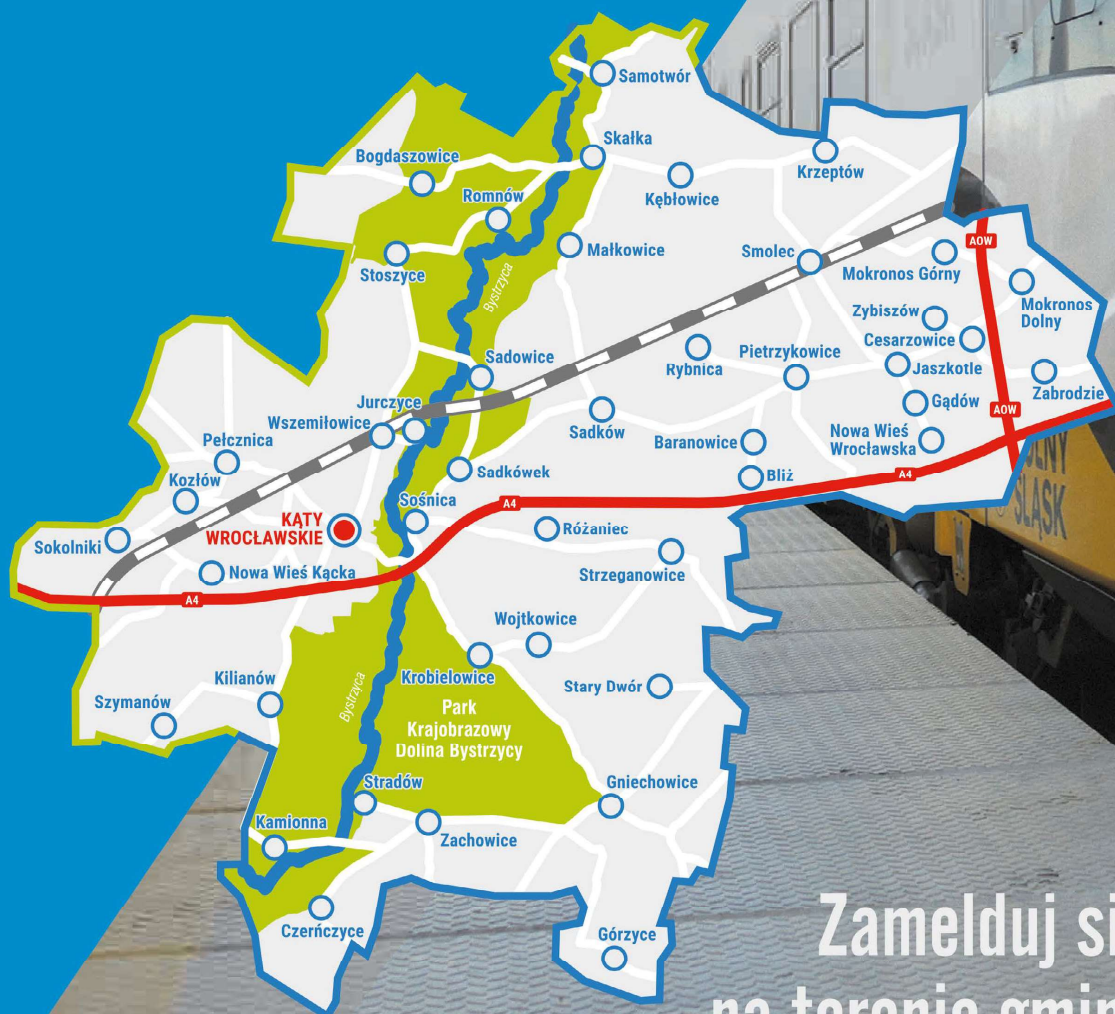 Samotwór
Skałka
Bogdaszowice
Krzeptów
Romnów
Kębłowice
Stoszyce
Małkowice
Smolec
AOW
Mokronos Górny
Bystrzyca
Mokronos
Dolny
Zybiszów
Cesarzowice
Sadowice
Rybnica
Pietrzykowice
Jaszkotle
Zabrodzie
Gądów
AOW
Jurczyce
Wszemiłowice
Sadków
Baranowice
Nowa Wieś
Wrocławska
Pełcznica
Sadkówek
Bliż
A4
Kozłów
Sośnica
A4
KĄTY
WROCŁAWSKIE
Różaniec
ŚLĄSK
Sokolniki
Nowa Wieś Kącka
Strzeganowice
A4
Wojtkowice
Krobielowice
Kilianów
Stary Dwór
Szymanów
Bystrzyca
Park
Krajobrazowy
Dolina Bystrzycy
Stradów
Gniechowice
Kamionna
Zachowice
Czerńczyce
Górzyce
Zamelduj
na terenie